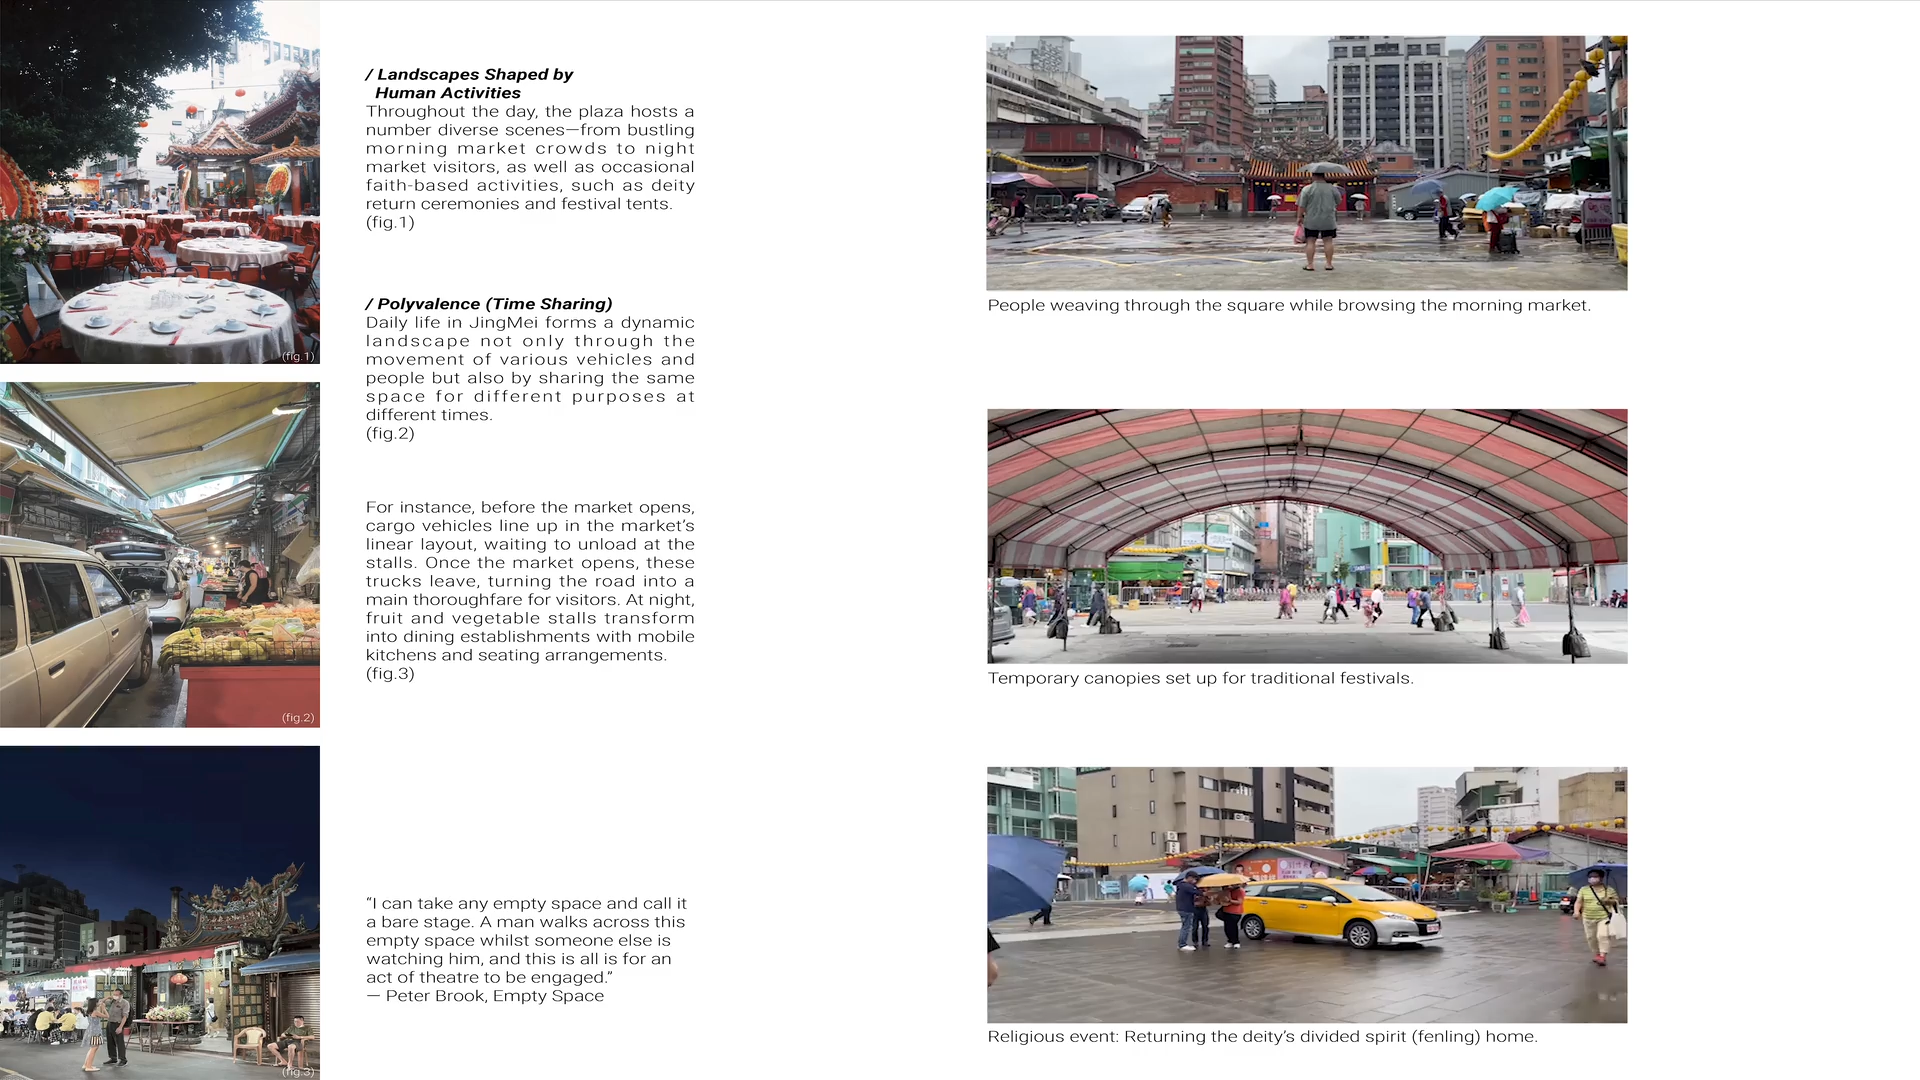 / Landscapes Shaped by
Human Activities
Throughout the day, the plaza hosts a
number diverse scenes—from bustling
morning market crowds to night
market visitors, as well as occasional
faith-based activities, such as deity
return ceremonies and festival tents.
(fig.1)
/ Polyvalence (Time Sharing)
Daily life in JingMei forms a dynamic
landscape not only through the
movement of various vehicles and
people but also by sharing the same
space for different purposes at
different times.
(fig.2)
For instance, before the market opens,
cargo vehicles line up in the market’s
linear layout, waiting to unload at the
stalls. Once the market opens, these
trucks leave, turning the road into a
main thoroughfare for visitors. At night,
fruit and vegetable stalls transform
into dining establishments with mobile
kitchens and seating arrangements.
(fig.3)
“I can take any empty space and call it
a bare stage. A man walks across this
empty space whilst someone else is
watching him, and this is all is for an
act of theatre to be engaged.”
— Peter Brook, Empty Space
(fig.1)
(fig.2)
(fig.3)
People weaving through the square while browsing the morning market.
Temporary canopies set up for traditional festivals.
Religious event: Returning the deity’s divided spirit (fenling) home.